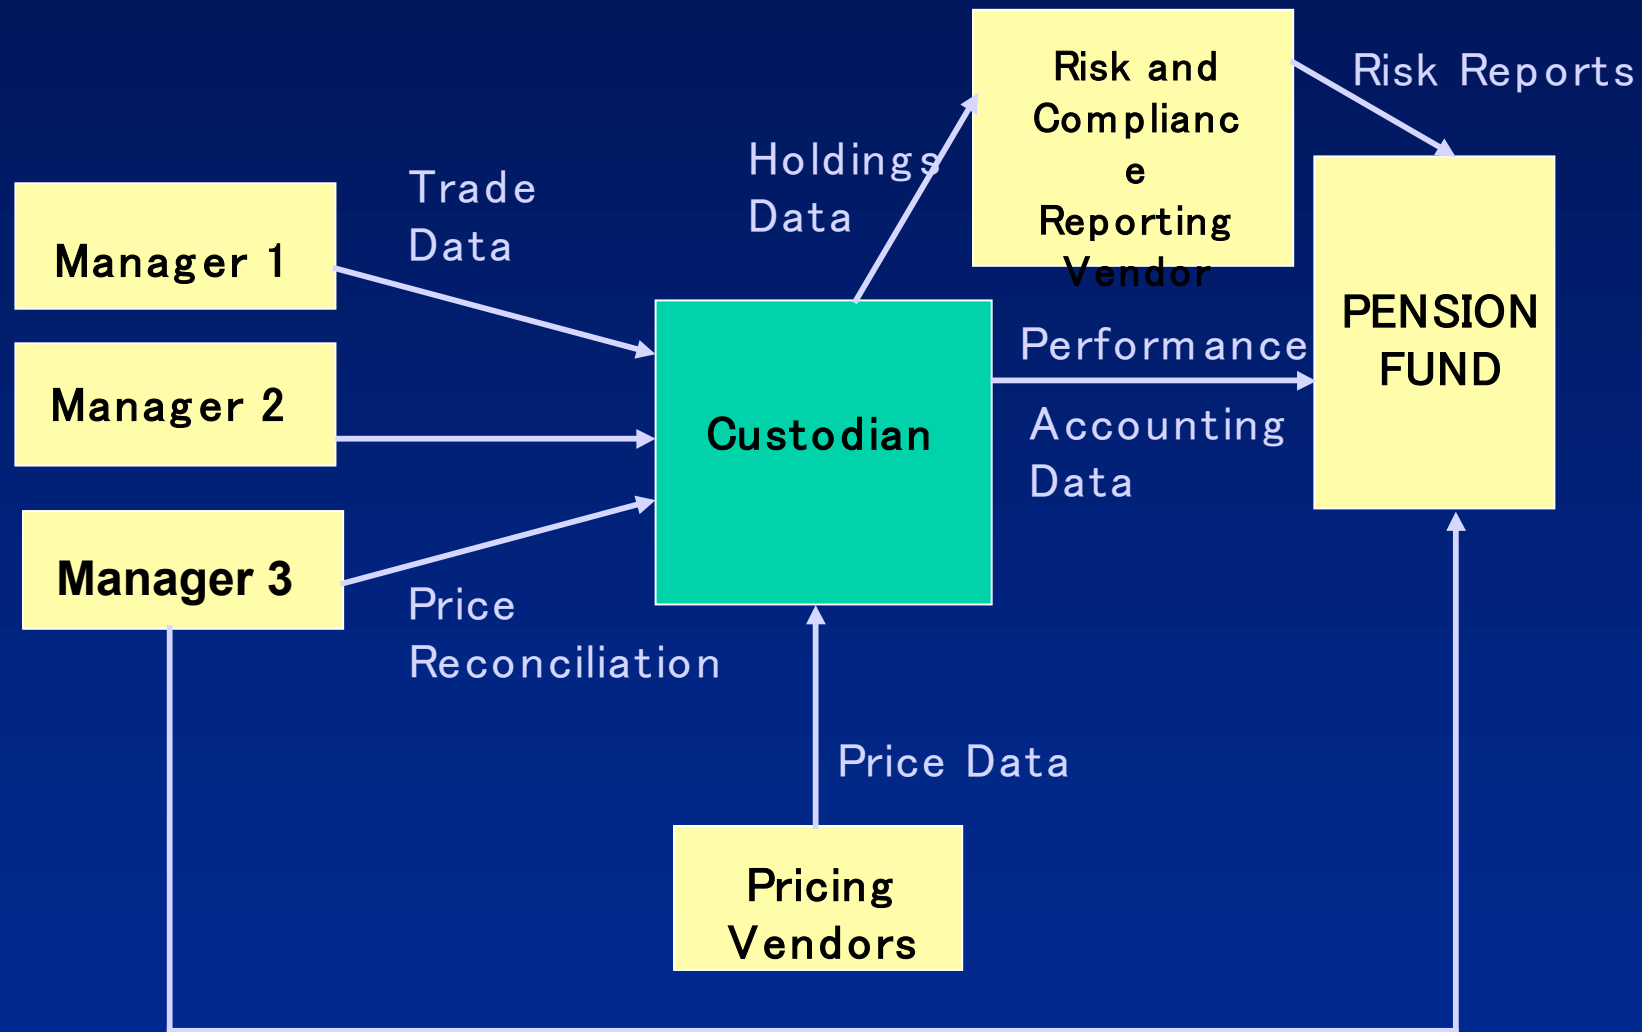 Risk and
Complianc
e
Reporting
Vendor
Risk Reports
Holdings
Data
Trade
Data
Manager 1
PENSION
FUND
Performance
Manager 2
Custodian
Accounting
Data
Manager 3
Price
Reconciliation
Price Data
Pricing
Vendors